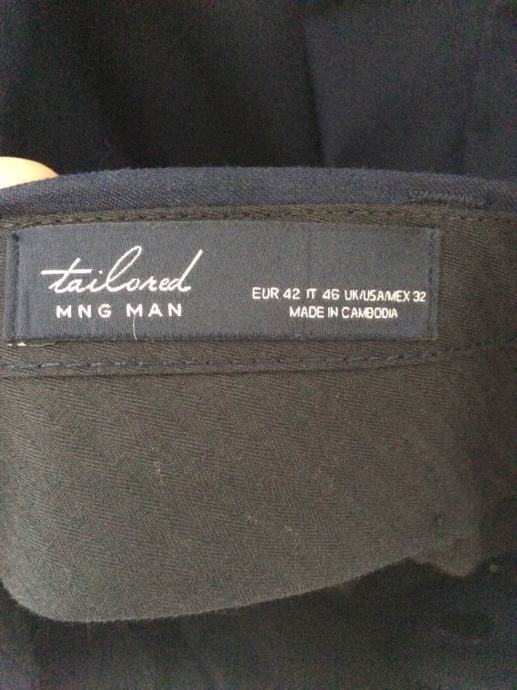 tailored
MNG MAN
EUR 42 IT 46 UK/USA/MEX 32
MADE IN CAMBODIA